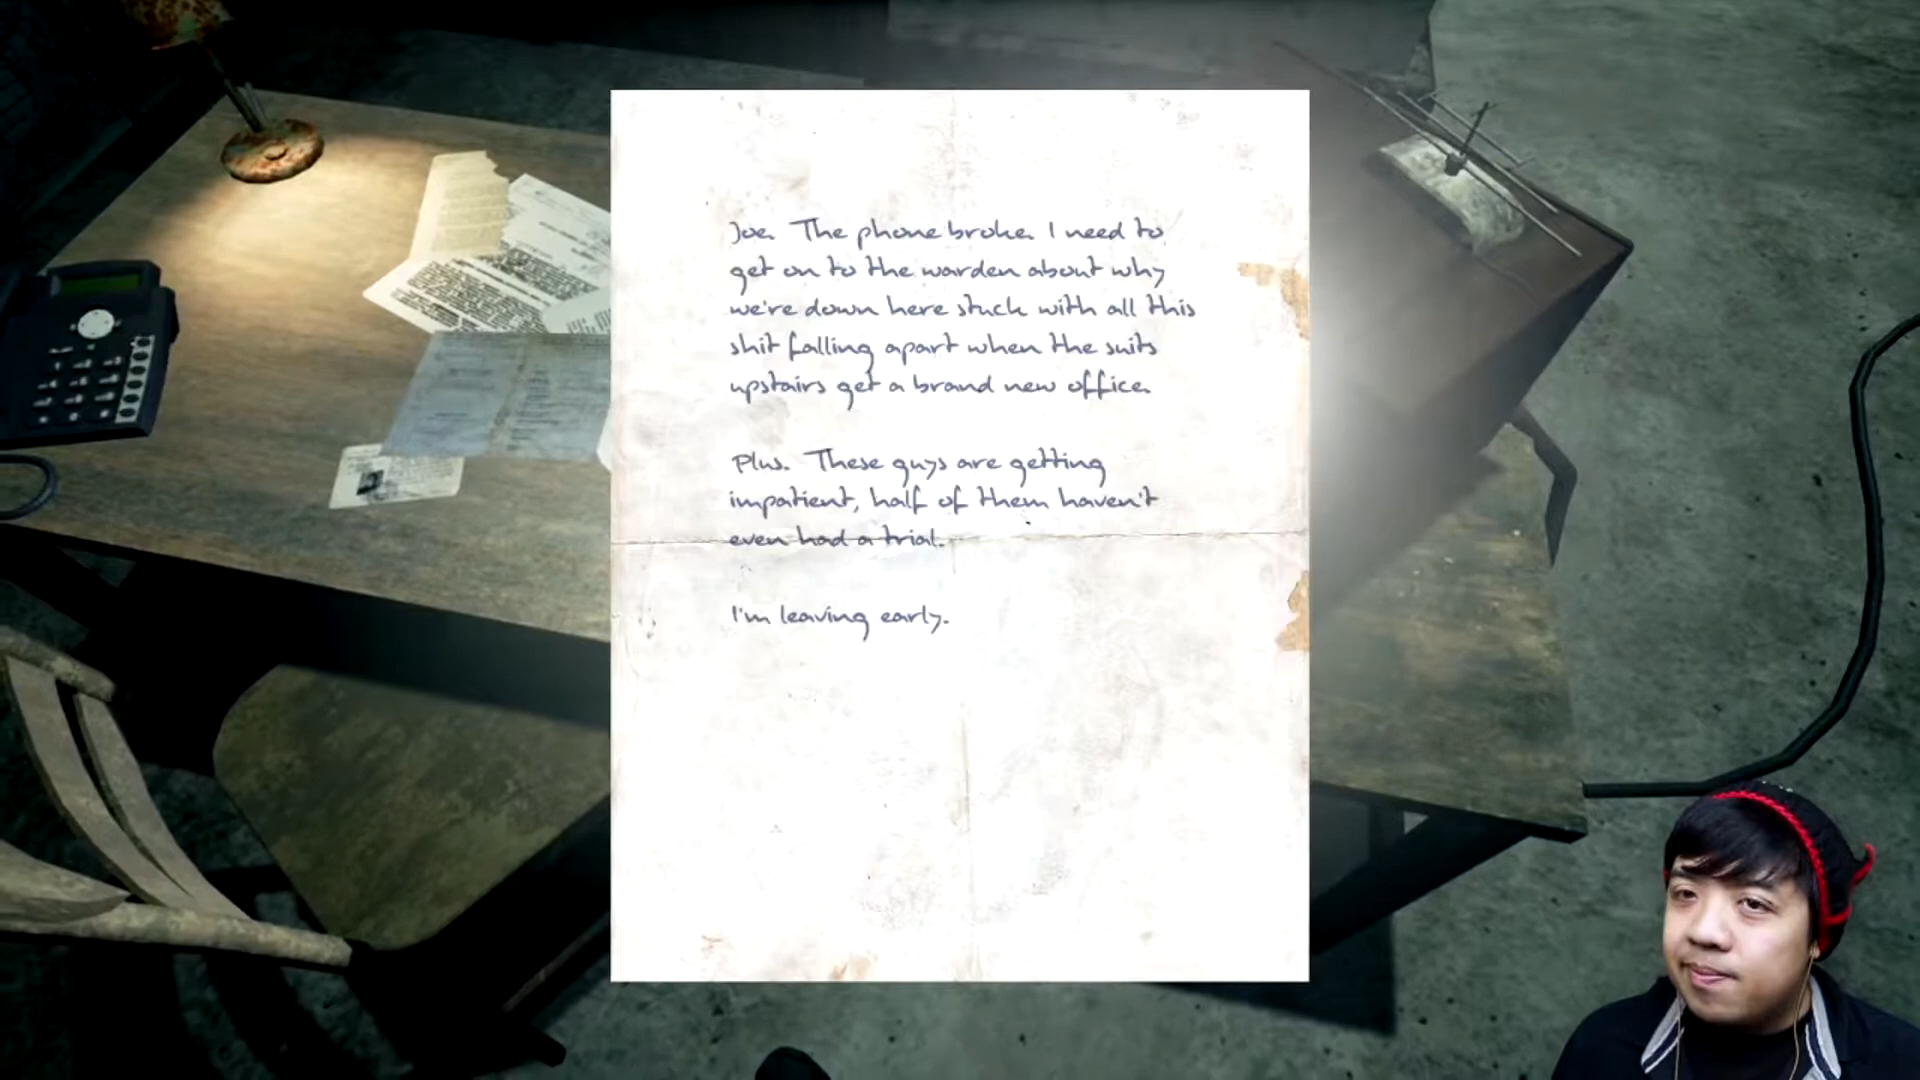 Joe. The phone broke. I need to
get on to the warden about why
we're down here stuck with all this
shit falling apart when the suits
upstairs get a brand new office.
Plus. These guys are getting
impatient, half of them haven't
even had a trial.
I'm leaving early.